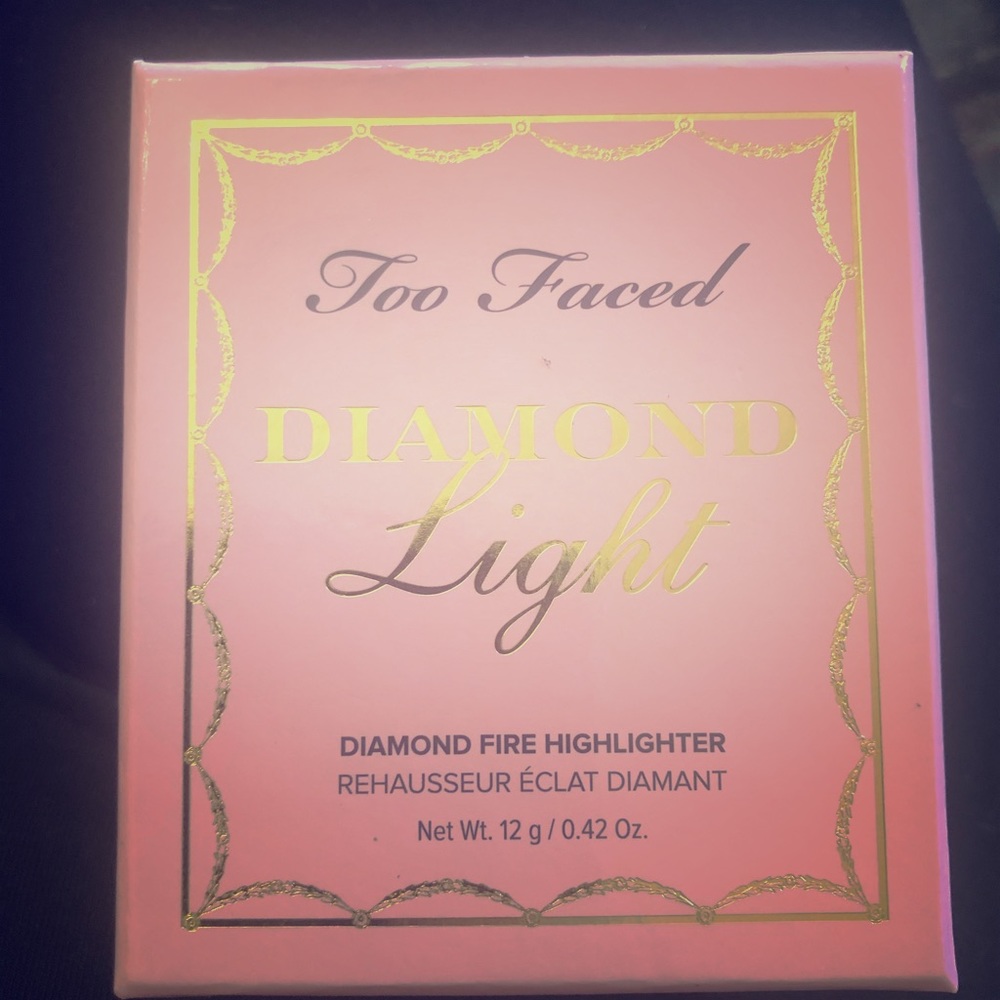 Too Faced
DIAMOND
Light
DIAMOND FIRE HIGHLIGHTER
REHAUSSEUR ÉCLAT DIAMANT
Net Wt. 12 g / 0.42 Oz.